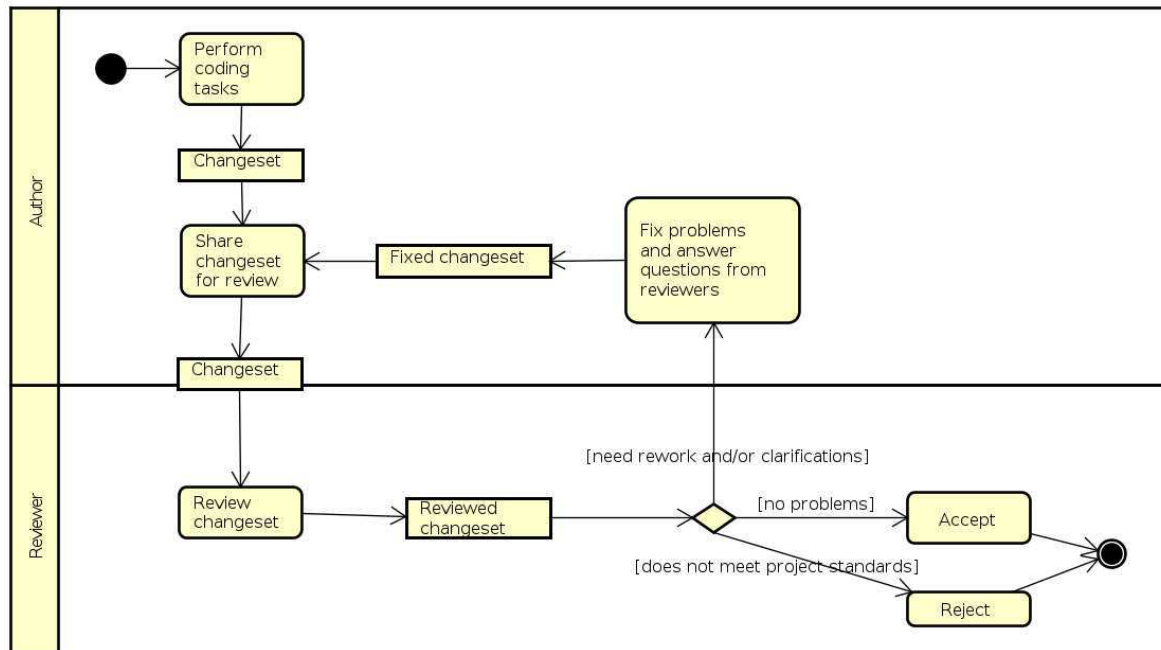 Author
Perform
coding
tasks
Changeset
Share
changeset
for review
Fixed changeset
Fix problems
and answer
questions from
reviewers
Changeset
Reviewer
Review
changeset
Reviewed
changeset
[need rework and/or clarifications]
[no problems]
Accept
[does not meet project standards]
Reject